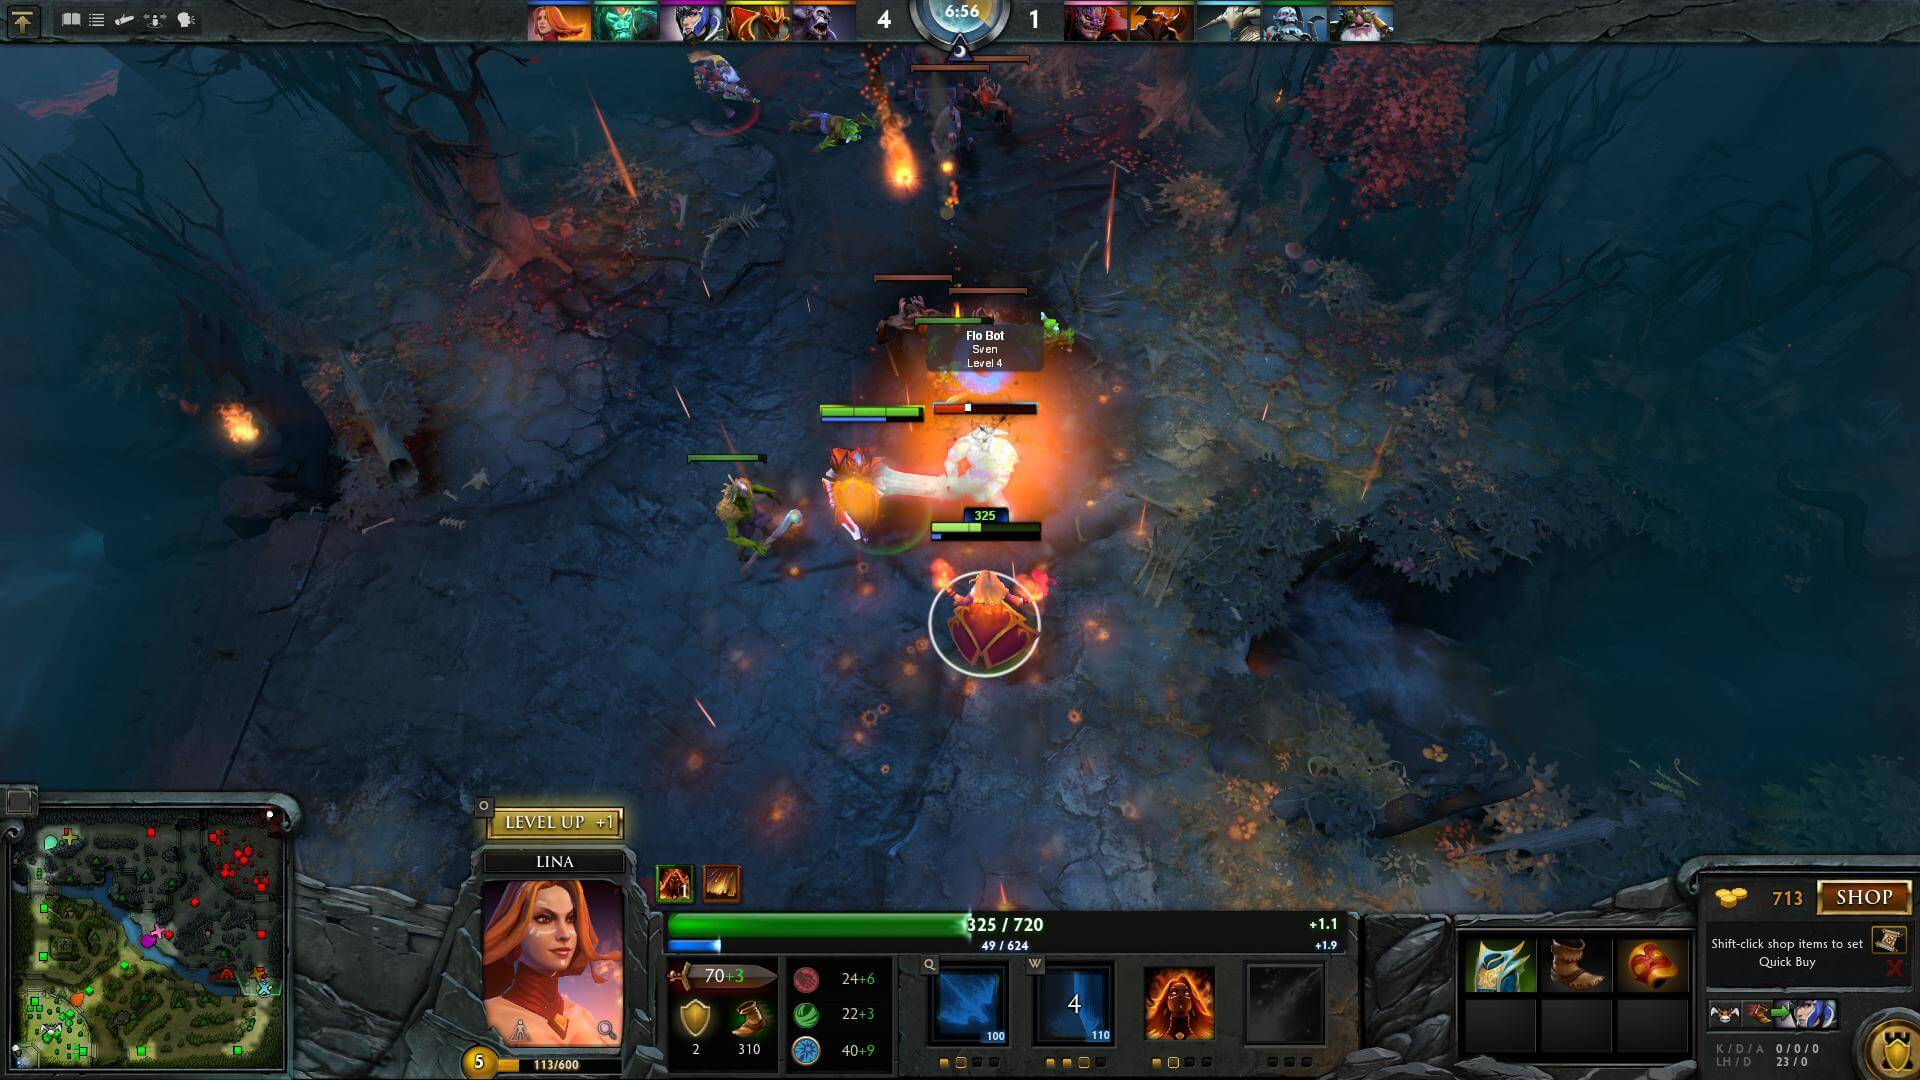 4
6:56
1
Flo Bot
Sven
Level 4
325
O
LEVEL UP +1
LINA
325 / 720
+1.1
49 / 624
+1.9
70+3
2
310
24+6
22+3
40+9
Q
100
W
4
110
1
5
113/600
713
SHOP
Shift-click shop items to set
Quick Buy
K / D / A 0 / 0 / 0
LH / D 23 / 0